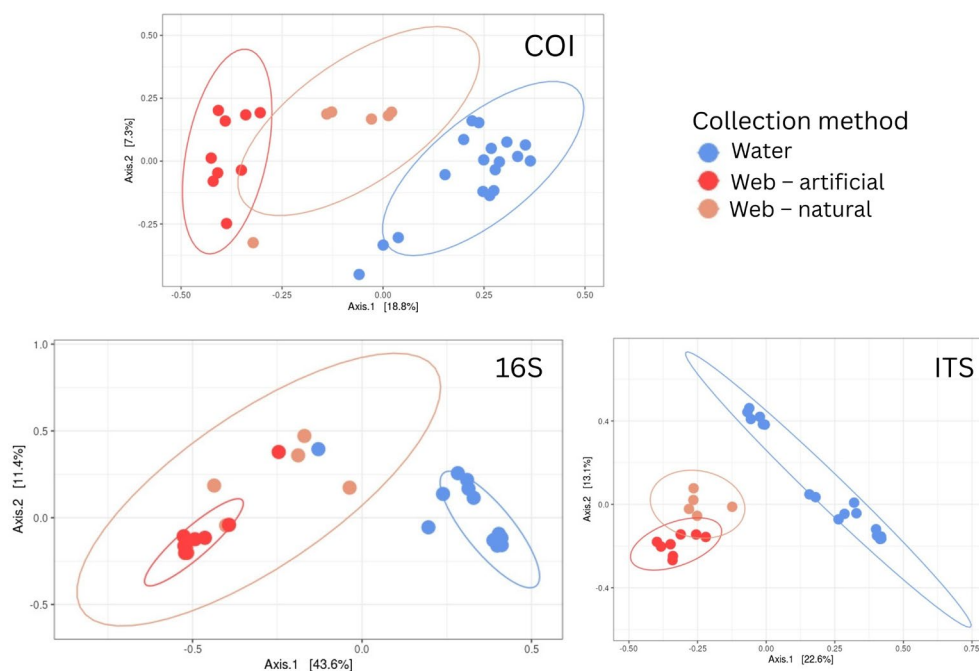 COI
0.50
0.25
0.00
-0.25
Axis.2 [7.3%]
-0.50
-0.25
0.00
0.25
0.50
Axis.1 [18.8%]
Collection method
Water
Web – artificial
Web – natural
16S
1.0
0.5
0.0
-0.5
Axis.2 [11.4%]
-0.5
0.0
0.5
Axis.1 [43.6%]
ITS
0.4
0.0
-0.4
Axis.2 [13.1%]
-0.50
-0.25
0.00
0.25
0.50
Axis.1 [22.6%]